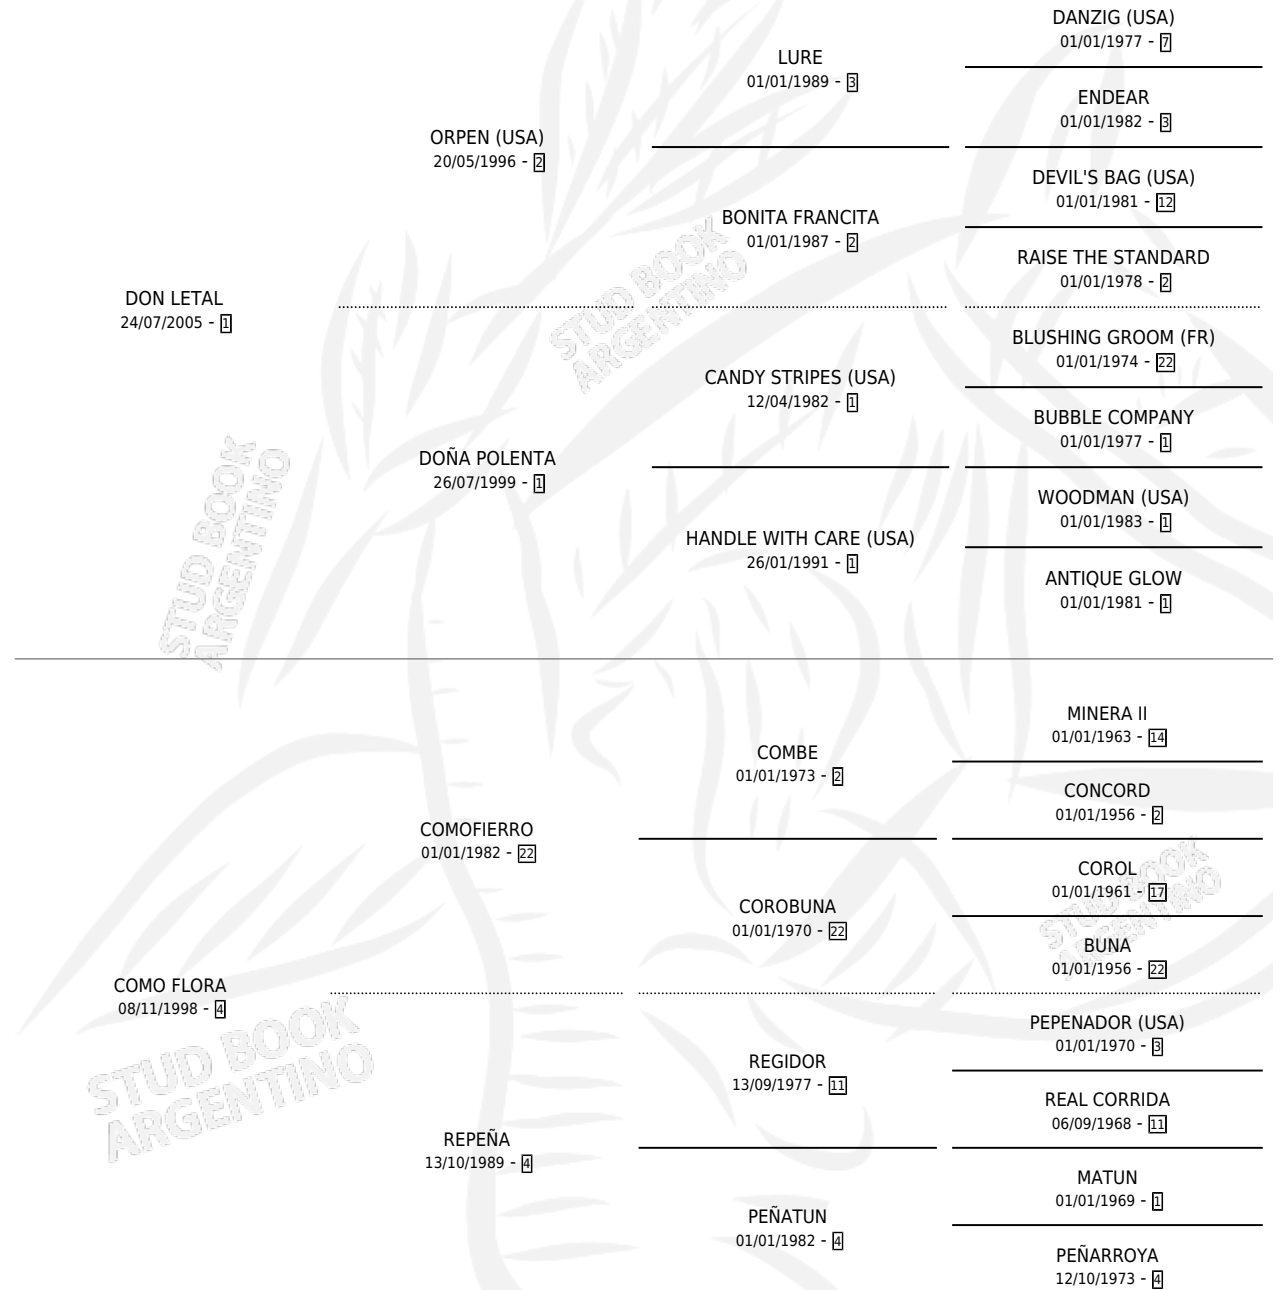 DANZIG (USA)
01/01/1977 - 7
LURE
01/01/1989 - 3
ENDEAR
01/01/1982 - 3
ORPEN (USA)
20/05/1996 - 2
DEVIL'S BAG (USA)
01/01/1981 - 12
BONITA FRANCITA
01/01/1987 - 2
RAISE THE STANDARD
01/01/1978 - 2
DON LETAL
24/07/2005 - 1
BLUSHING GROOM (FR)
01/01/1974 - 22
CANDY STRIPES (USA)
12/04/1982 - 1
BUBBLE COMPANY
01/01/1977 - 1
DOÑA POLENTA
26/07/1999 - 1
WOODMAN (USA)
01/01/1983 - 1
HANDLE WITH CARE (USA)
26/01/1991 - 1
ANTIQUE GLOW
01/01/1981 - 1
MINERA II
01/01/1963 - 14
COMBE
01/01/1973 - 2
CONCORD
01/01/1956 - 2
COMOFIERRO
01/01/1982 - 22
COROL
01/01/1961 - 17
COROBUNA
01/01/1970 - 22
BUNA
01/01/1956 - 22
COMO FLORA
08/11/1998 - 4
PEPENADOR (USA)
01/01/1970 - 3
REGIDOR
13/09/1977 - 11
REAL CORRIDA
06/09/1968 - 11
REPEÑA
13/10/1989 - 4
MATUN
01/01/1969 - 1
PEÑATUN
01/01/1982 - 4
PEÑARROYA
12/10/1973 - 4
STUD BOOK
ARGENTINO
STUD BOOK
ARGENTINO
STUD BOOK
ARGENTINO
STUD BOOK
ARGENTINO